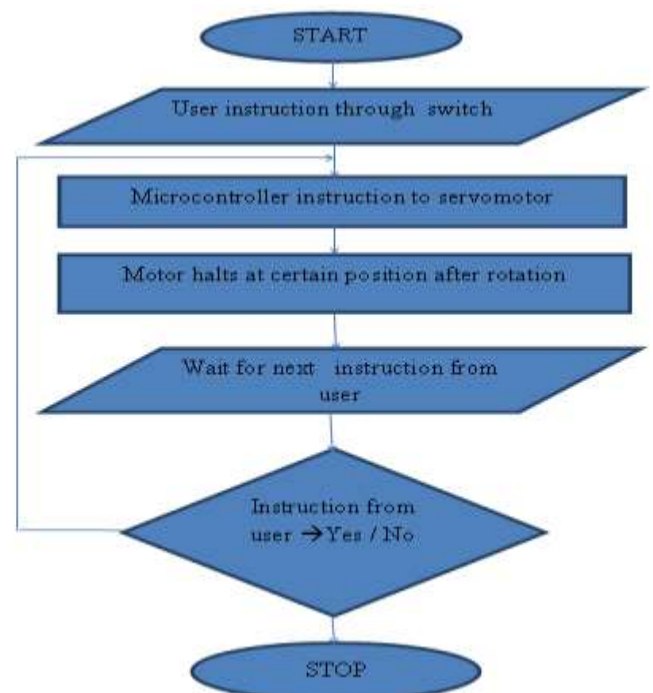 START
User instruction through switch
Microcontroller instruction to servomotor
Motor halts at certain position after rotation
Wait for next instruction from
user
Instruction from
user →Yes / No
STOP